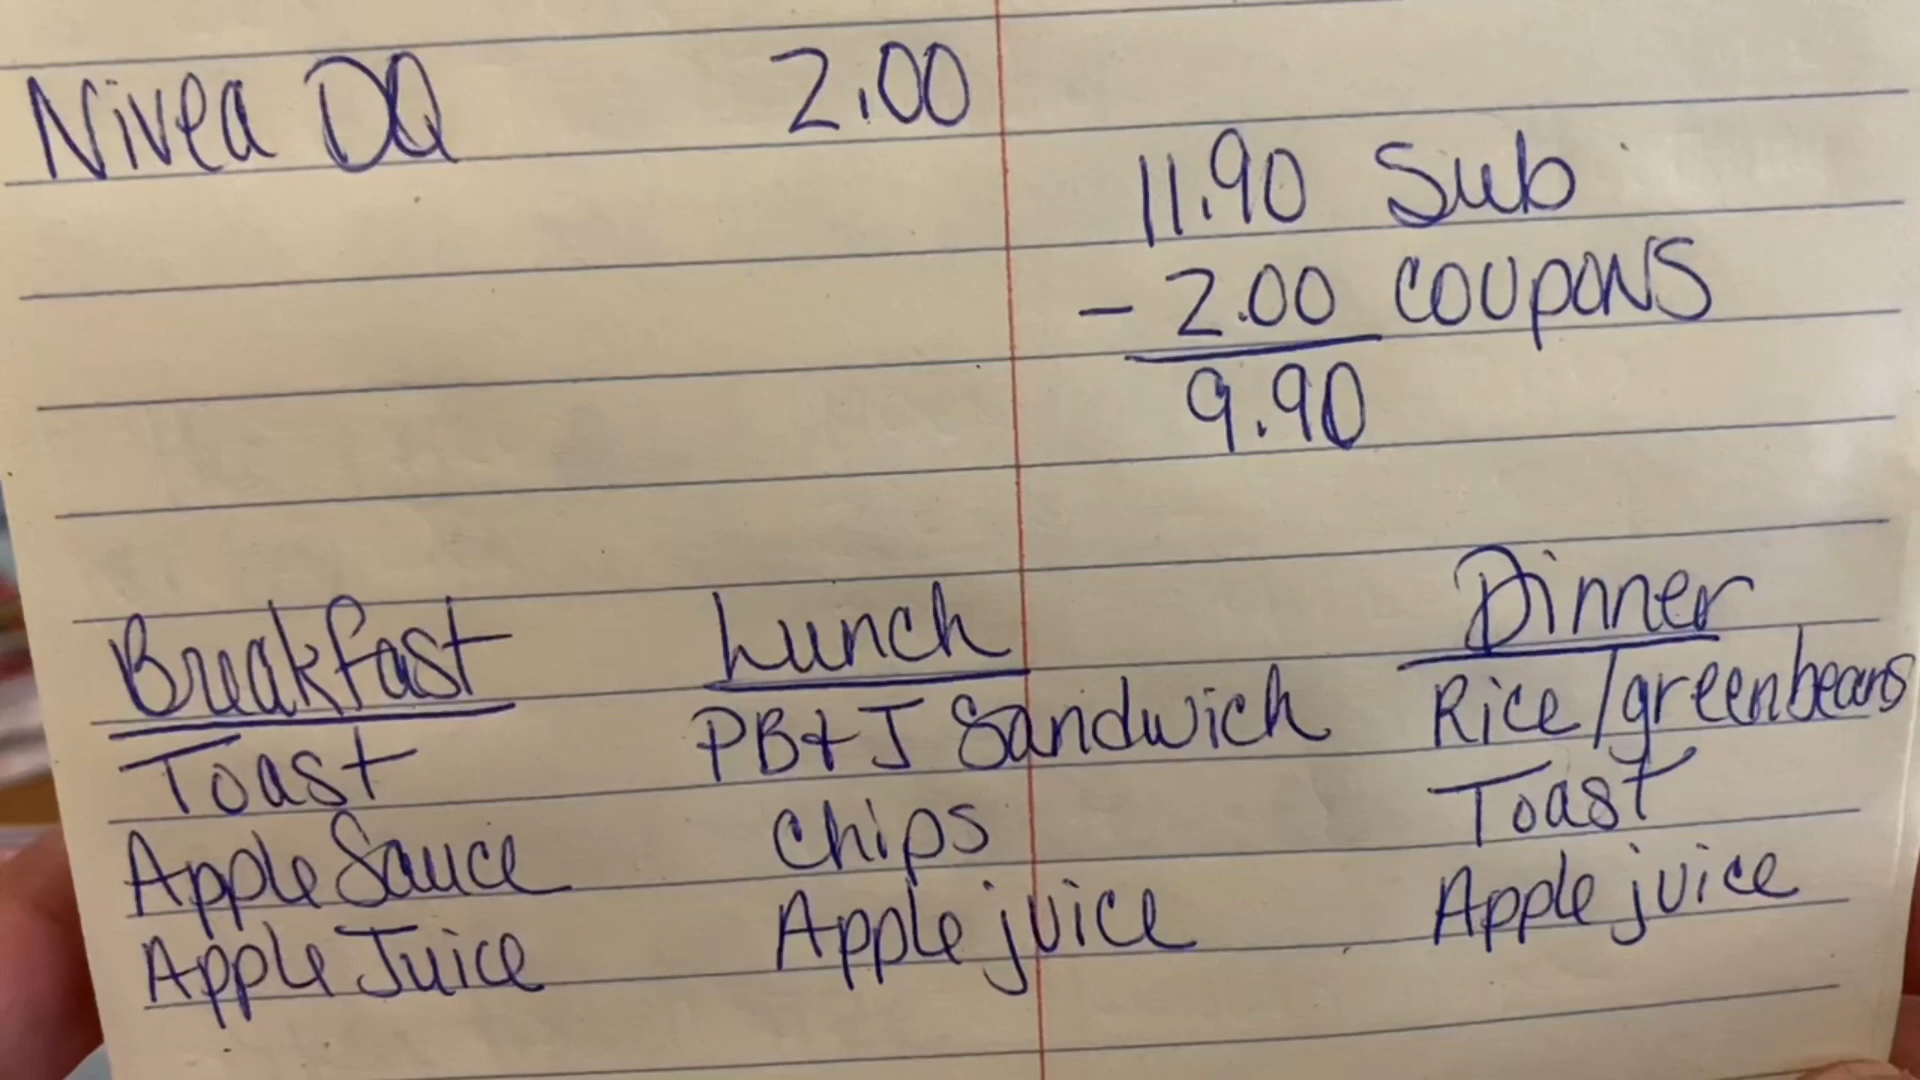 Nivea DQ 2.00
11.90 Sub
- 2.00 coupons
9.90
Breakfast Lunch Dinner
Toast PB+J Sandwich Rice/greenbeans
Apple Sauce Chips Toast
Apple Juice Apple juice Apple juice